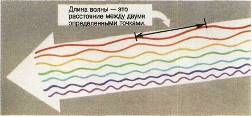 Длина волны — это
расстояние между двумя
определенными точками.